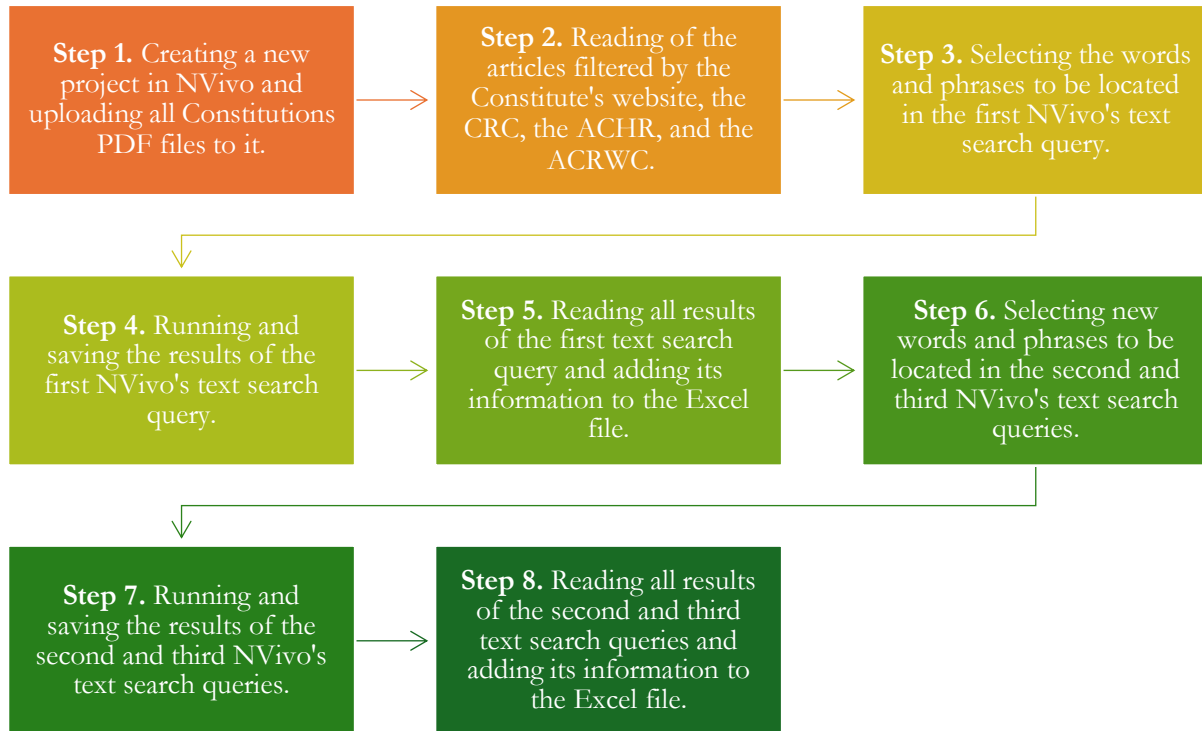 Step 1. Creating a new
project in NVivo and
uploading all Constitutions
PDF files to it.
Step 2. Reading of the
articles filtered by the
Constitute's website, the
CRC, the ACHR, and the
ACRWC.
Step 3. Selecting the words
and phrases to be located
in the first NVivo's text
search query.
Step 4. Running and
saving the results of the
first NVivo's text search
query.
Step 5. Reading all results
of the first text search
query and adding its
information to the Excel
file.
Step 6. Selecting new
words and phrases to be
located in the second and
third NVivo's text search
queries.
Step 7. Running and
saving the results of the
second and third NVivo's
text search queries.
Step 8. Reading all results
of the second and third
text search queries and
adding its information to
the Excel file.